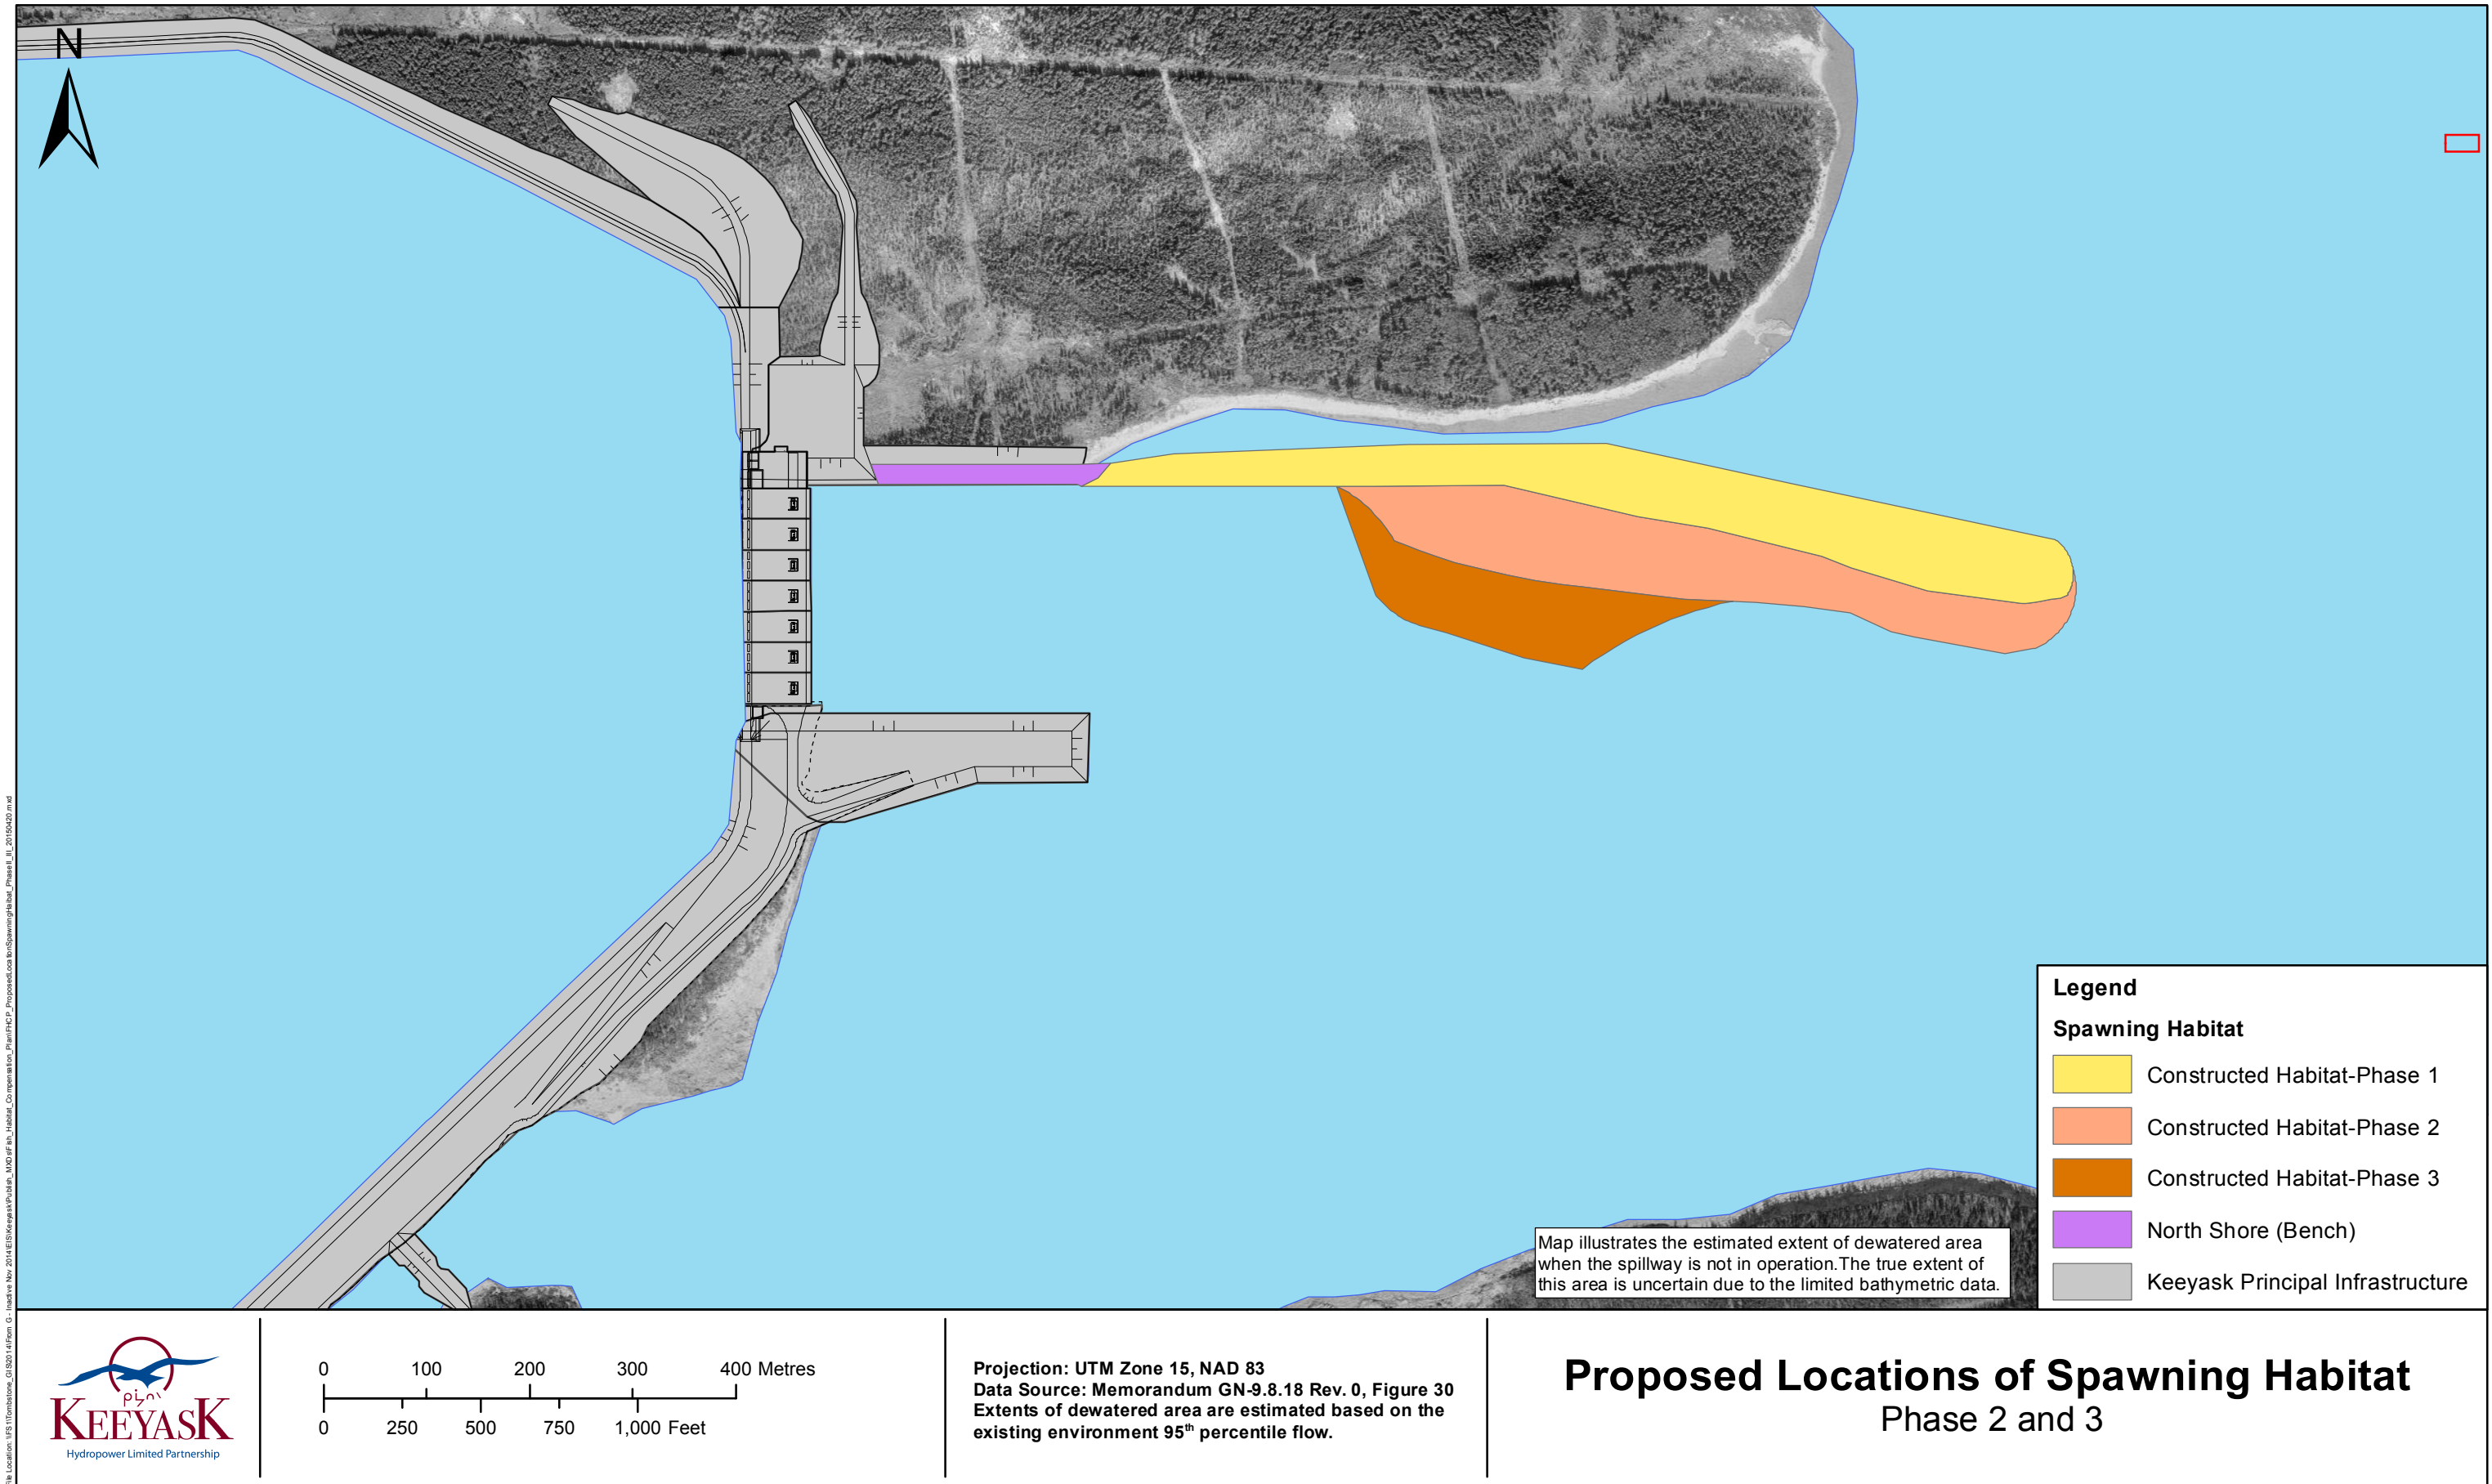 N
Legend
Spawning Habitat
Constructed Habitat-Phase 1
Constructed Habitat-Phase 2
Constructed Habitat-Phase 3
North Shore (Bench)
Keeyask Principal Infrastructure
Map illustrates the estimated extent of dewatered area
when the spillway is not in operation.The true extent of
this area is uncertain due to the limited bathymetric data.
KEEYASK
Hydropower Limited Partnership
0 100 200 300 400 Metres
0 250 500 750 1,000 Feet
Projection: UTM Zone 15, NAD 83
Data Source: Memorandum GN-9.8.18 Rev. 0, Figure 30
Extents of dewatered area are estimated based on the
existing environment 95th percentile flow.
Proposed Locations of Spawning Habitat
Phase 2 and 3